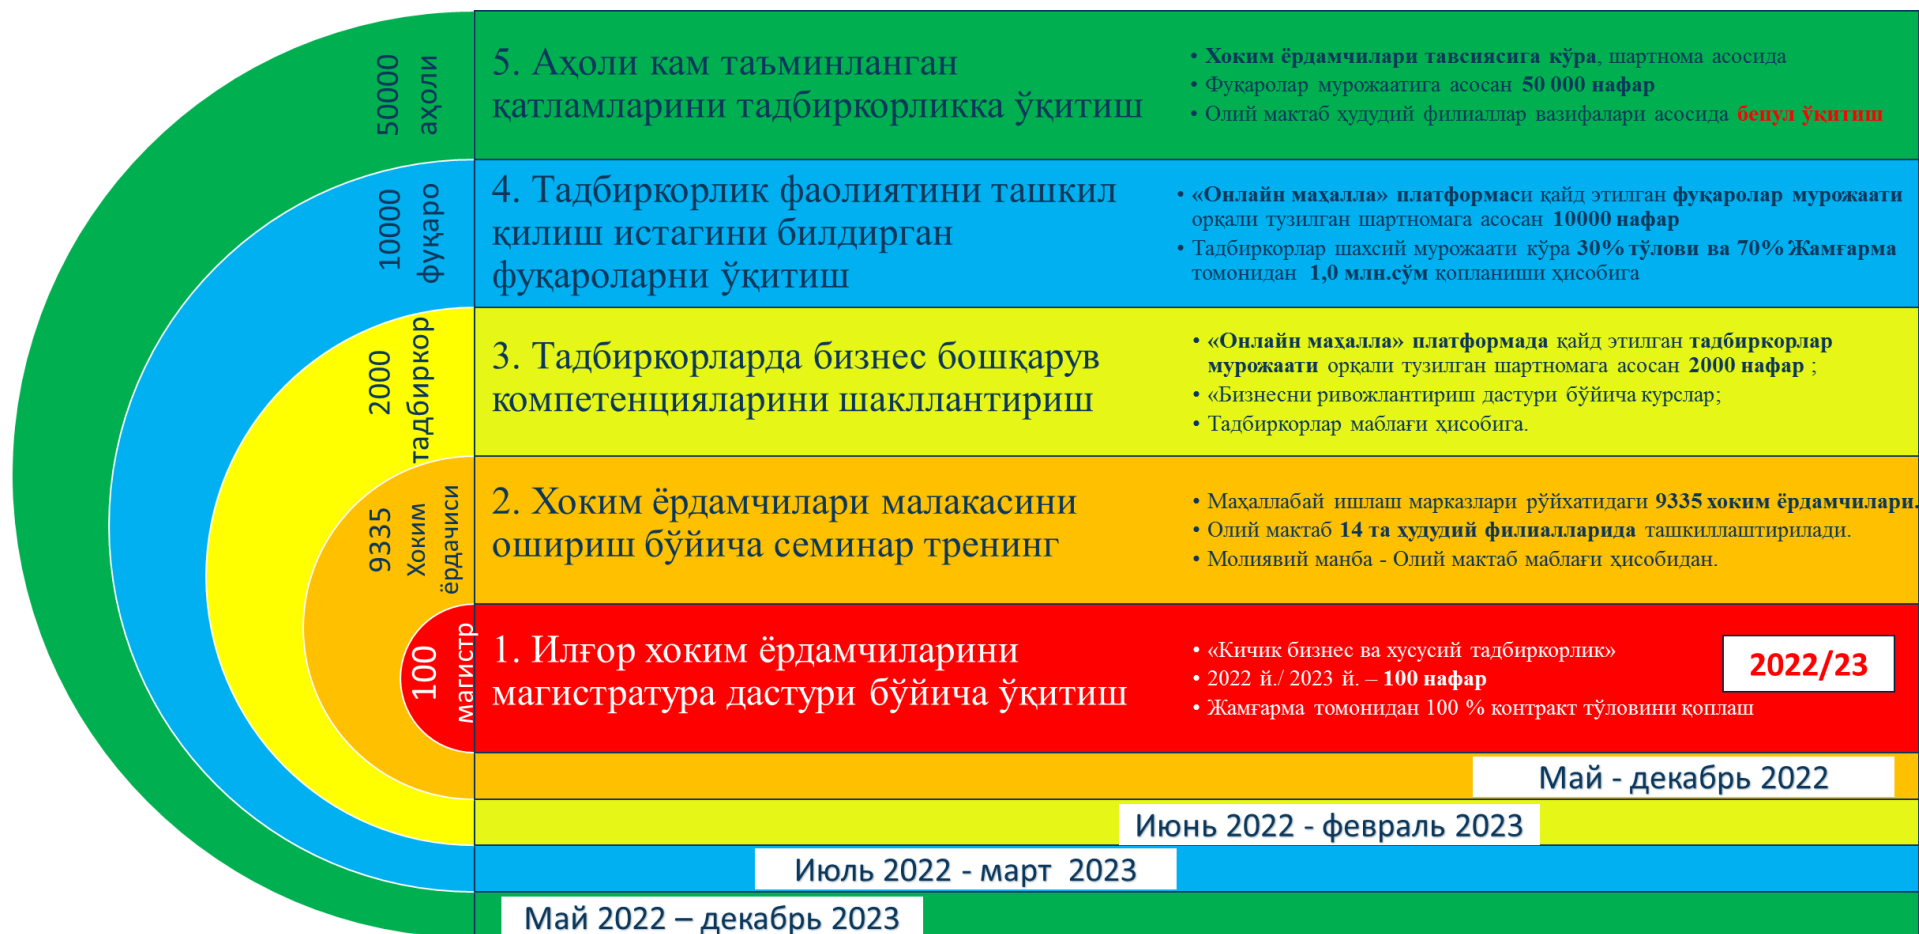 50000
аҳоли
5. Аҳоли кам таъминланган
қатламларини тадбиркорликка ўқитиш
• Хоким ёрдамчилари тавсиясига кўра, шартнома асосида
• Фуқаролар мурожаатига асосан 50 000 нафар
• Олий мактаб ҳудудий филиаллар вазифалари асосида бепул ўқитиш
10000
фуқаро
4. Тадбиркорлик фаолиятини ташкил
қилиш истагини билдирган
фуқароларни ўқитиш
• «Онлайн маҳалла» платформаси қайд этилган фуқаролар мурожаати
орқали тузилган шартномага асосан 10000 нафар
• Тадбиркорлар шахсий мурожаати кўра 30% тўлови ва 70% Жамғарма
томонидан 1,0 млн.сўм қопланиши ҳисобига
2000
тадбиркор
3. Тадбиркорларда бизнес бошқарув
компетенцияларини шакллантириш
• «Онлайн маҳалла» платформада қайд этилган тадбиркорлар
мурожаати орқали тузилган шартномага асосан 2000 нафар ;
• «Бизнесни ривожлантириш дастури бўйича курслар;
• Тадбиркорлар маблағи ҳисобига.
9335
Хоким
ёрдачиси
2. Хоким ёрдамчилари малакасини
ошириш бўйича семинар тренинг
• Маҳаллабай ишлаш марказлари рўйхатидаги 9335 хоким ёрдамчилари.
• Олий мактаб 14 та ҳудудий филиалларида ташкиллаштирилади.
• Молиявий манба - Олий мактаб маблағи ҳисобидан.
100
магистр
1. Илғор хоким ёрдамчиларини
магистратура дастури бўйича ўқитиш
• «Кичик бизнес ва хусусий тадбиркорлик»
• 2022 й./ 2023 й. – 100 нафар
• Жамғарма томонидан 100 % контракт тўловини қоплаш
2022/23
Май - декабрь 2022
Июнь 2022 - февраль 2023
Июль 2022 - март 2023
Май 2022 – декабрь 2023